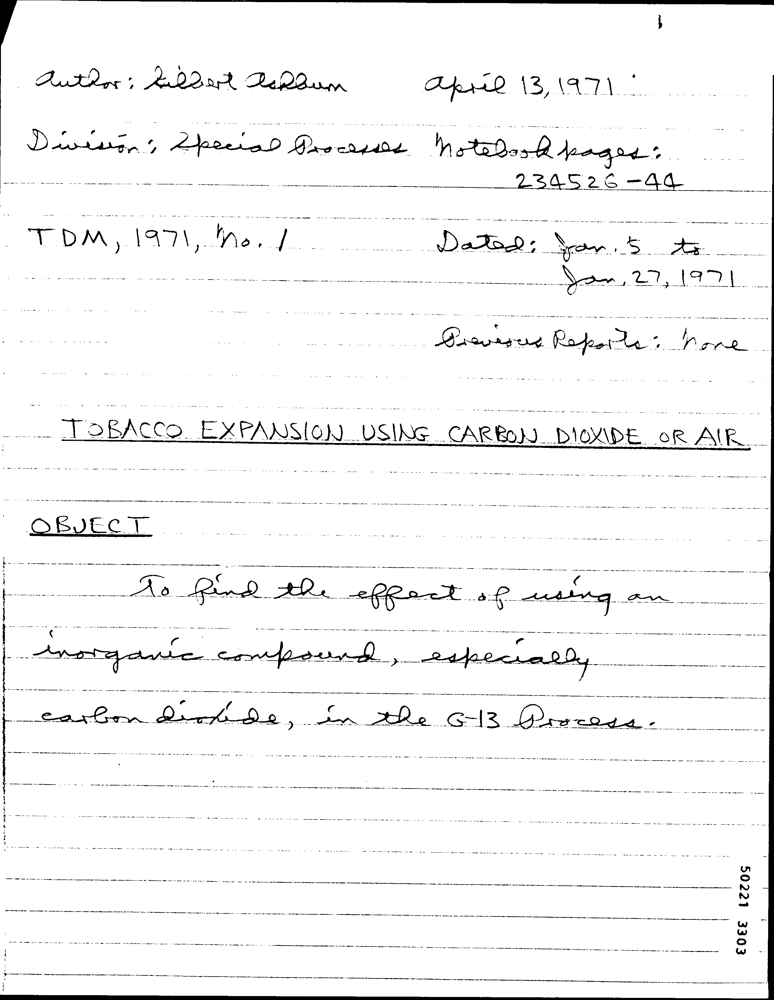 1
Author: Gilbert Ashburn April 13, 1971
Division: Special Processes Notebook pages:
234526-44
TDM, 1971, No. 1 Dated: Jan. 5 to
Jan. 27, 1971
Previous Reports: None
TOBACCO EXPANSION USING CARBON DIOXIDE OR AIR
OBJECT
To find the effect of using an
inorganic compound, especially
carbon dioxide, in the G-13 Process.
50221 3303